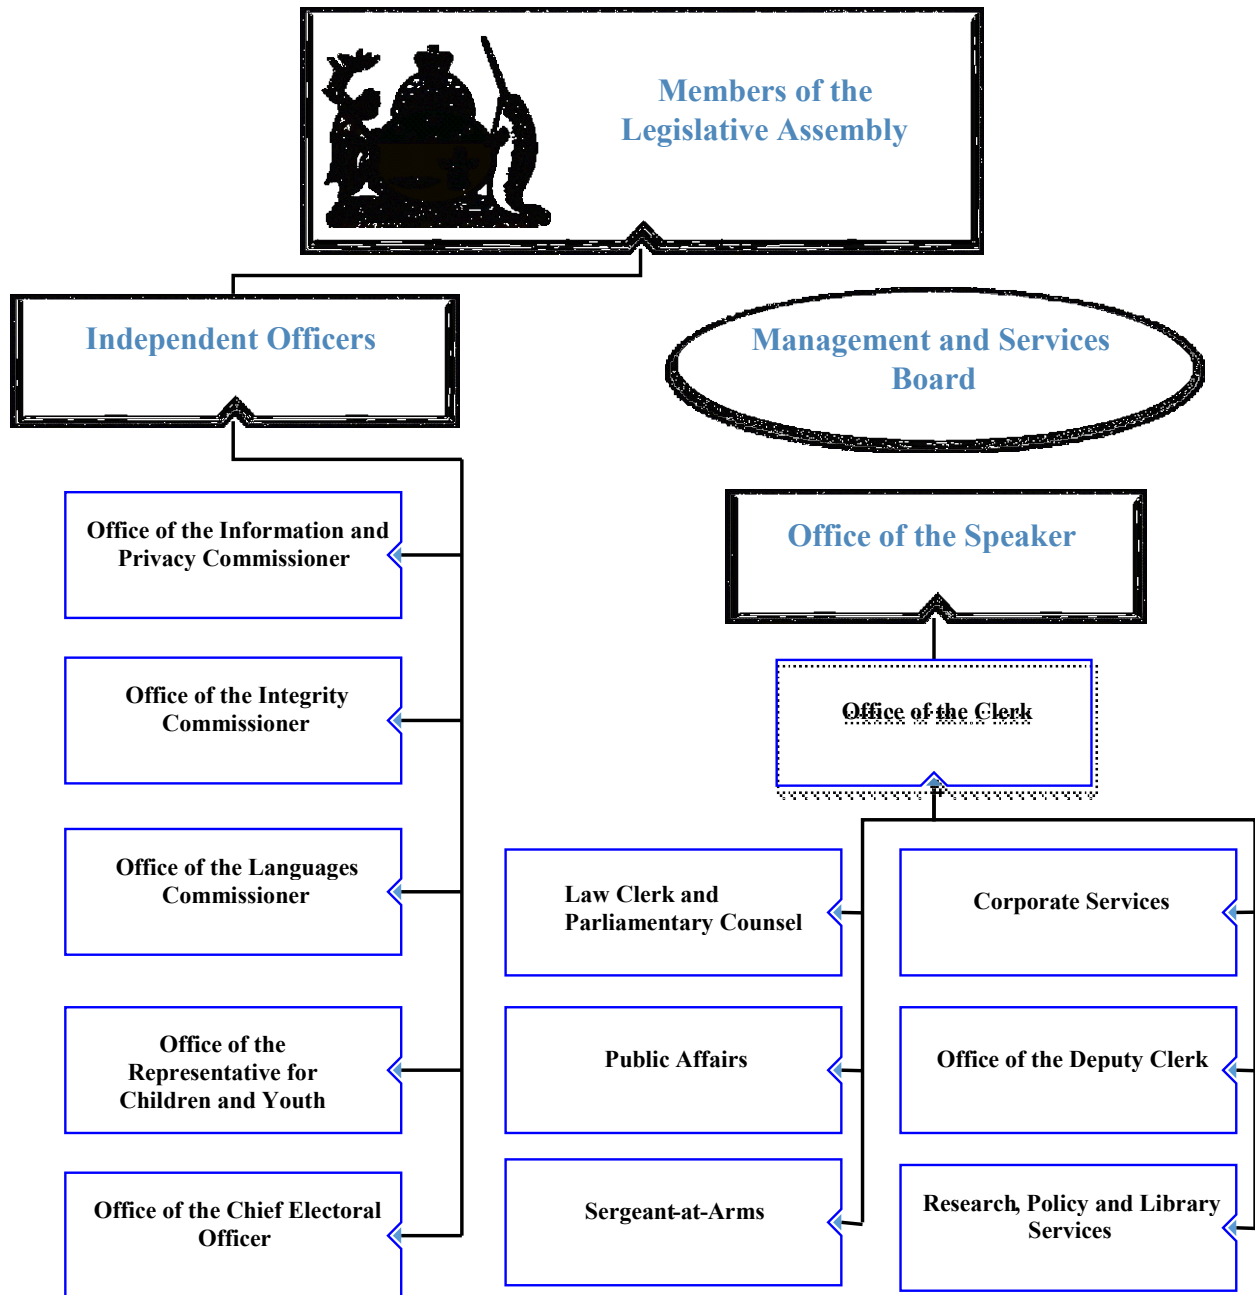 Members of the
Legislative Assembly
Independent Officers
Management and Services
Board
Office of the Information and
Privacy Commissioner
Office of the Speaker
Office of the Integrity
Commissioner
Office of the Clerk
Office of the Languages
Commissioner
Law Clerk and
Parliamentary Counsel
Corporate Services
Office of the
Representative for
Children and Youth
Public Affairs
Office of the Deputy Clerk
Office of the Chief Electoral
Officer
Sergeant-at-Arms
Research, Policy and Library
Services